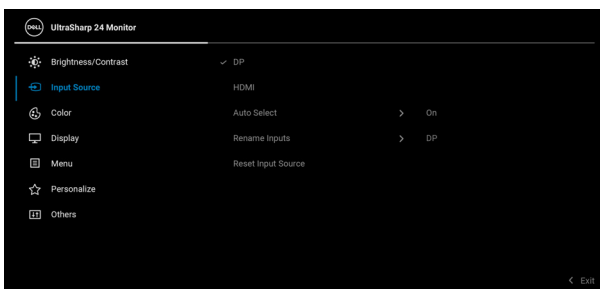 DELL UltraSharp 24 Monitor
Brightness/Contrast
✓ DP
Input Source
HDMI
Color
Auto Select > On
Display
Rename Inputs > DP
Menu
Reset Input Source
Personalize
Others
< Exit